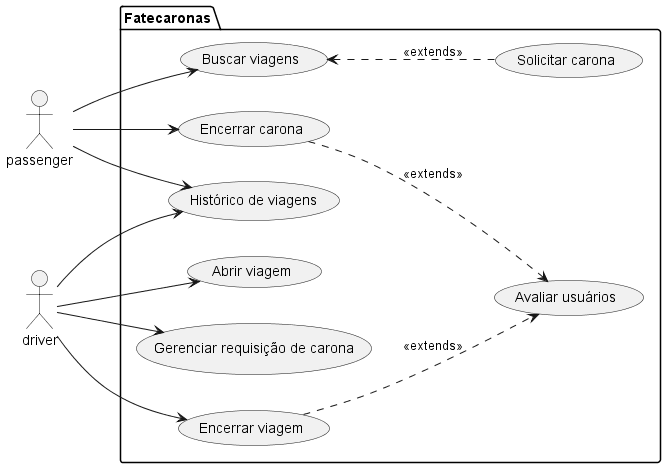 Fatecaronas
Buscar viagens
«extends»
Solicitar carona
Encerrar carona
passenger
«extends»
Histórico de viagens
Abrir viagem
Avaliar usuários
driver
Gerenciar requisição de carona
«extends»
Encerrar viagem